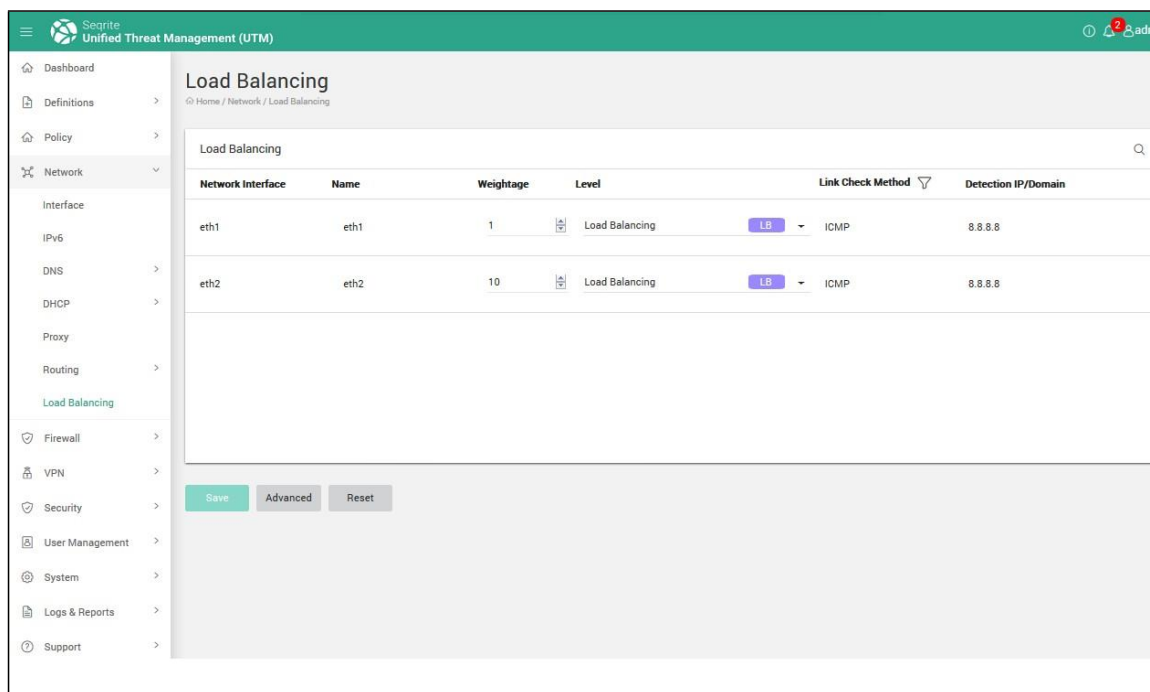 Seqrite
Unified Threat Management (UTM)
2
Dashboard
Definitions
Policy
Network
Interface
IPv6
DNS
DHCP
Proxy
Routing
Load Balancing
Firewall
VPN
Security
User Management
System
Logs & Reports
Support
Load Balancing
Home / Network / Load Balancing
Load Balancing
Network Interface Name Weightage Level Link Check Method Detection IP/Domain
eth1 eth1 1 Load Balancing LB ICMP 8.8.8.8
eth2 eth2 10 Load Balancing LB ICMP 8.8.8.8
Save Advanced Reset